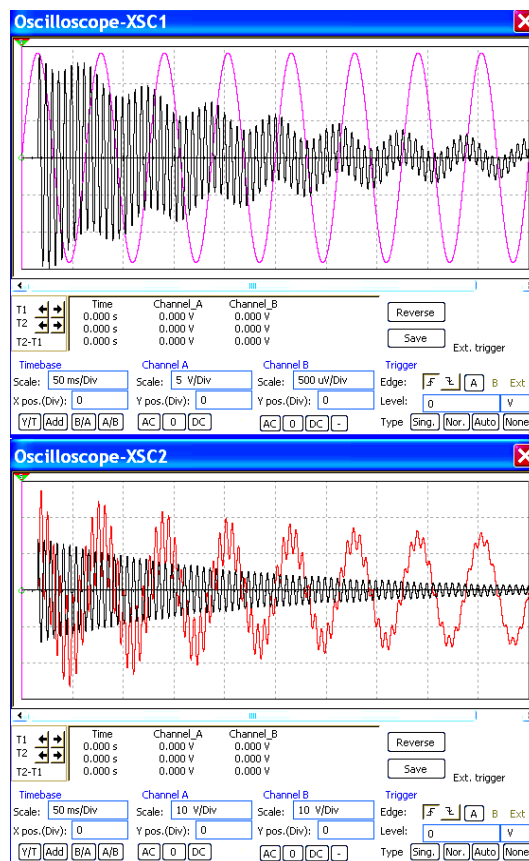 Oscilloscope-XSC1
Time Channel_A Channel_B
T1 0.000 s 0.000 V 0.000 V
T2 0.000 s 0.000 V 0.000 V
T2-T1 0.000 s 0.000 V 0.000 V
Reverse
Save
Ext. trigger
Timebase Channel A Channel B Trigger
Scale: 50 ms/Div Scale: 5 V/Div Scale: 500 uV/Div Edge: A B Ext
X pos.(Div): 0 Y pos.(Div): 0 Y pos.(Div): 0 Level: 0 V
Y/T Add B/A A/B AC 0 DC AC 0 DC - Type Sing. Nor. Auto None
Oscilloscope-XSC2
Time Channel_A Channel_B
T1 0.000 s 0.000 V 0.000 V
T2 0.000 s 0.000 V 0.000 V
T2-T1 0.000 s 0.000 V 0.000 V
Reverse
Save
Ext. trigger
Timebase Channel A Channel B Trigger
Scale: 50 ms/Div Scale: 10 V/Div Scale: 10 V/Div Edge: A B Ext
X pos.(Div): 0 Y pos.(Div): 0 Y pos.(Div): 0 Level: 0 V
Y/T Add B/A A/B AC 0 DC AC 0 DC - Type Sing. Nor. Auto None